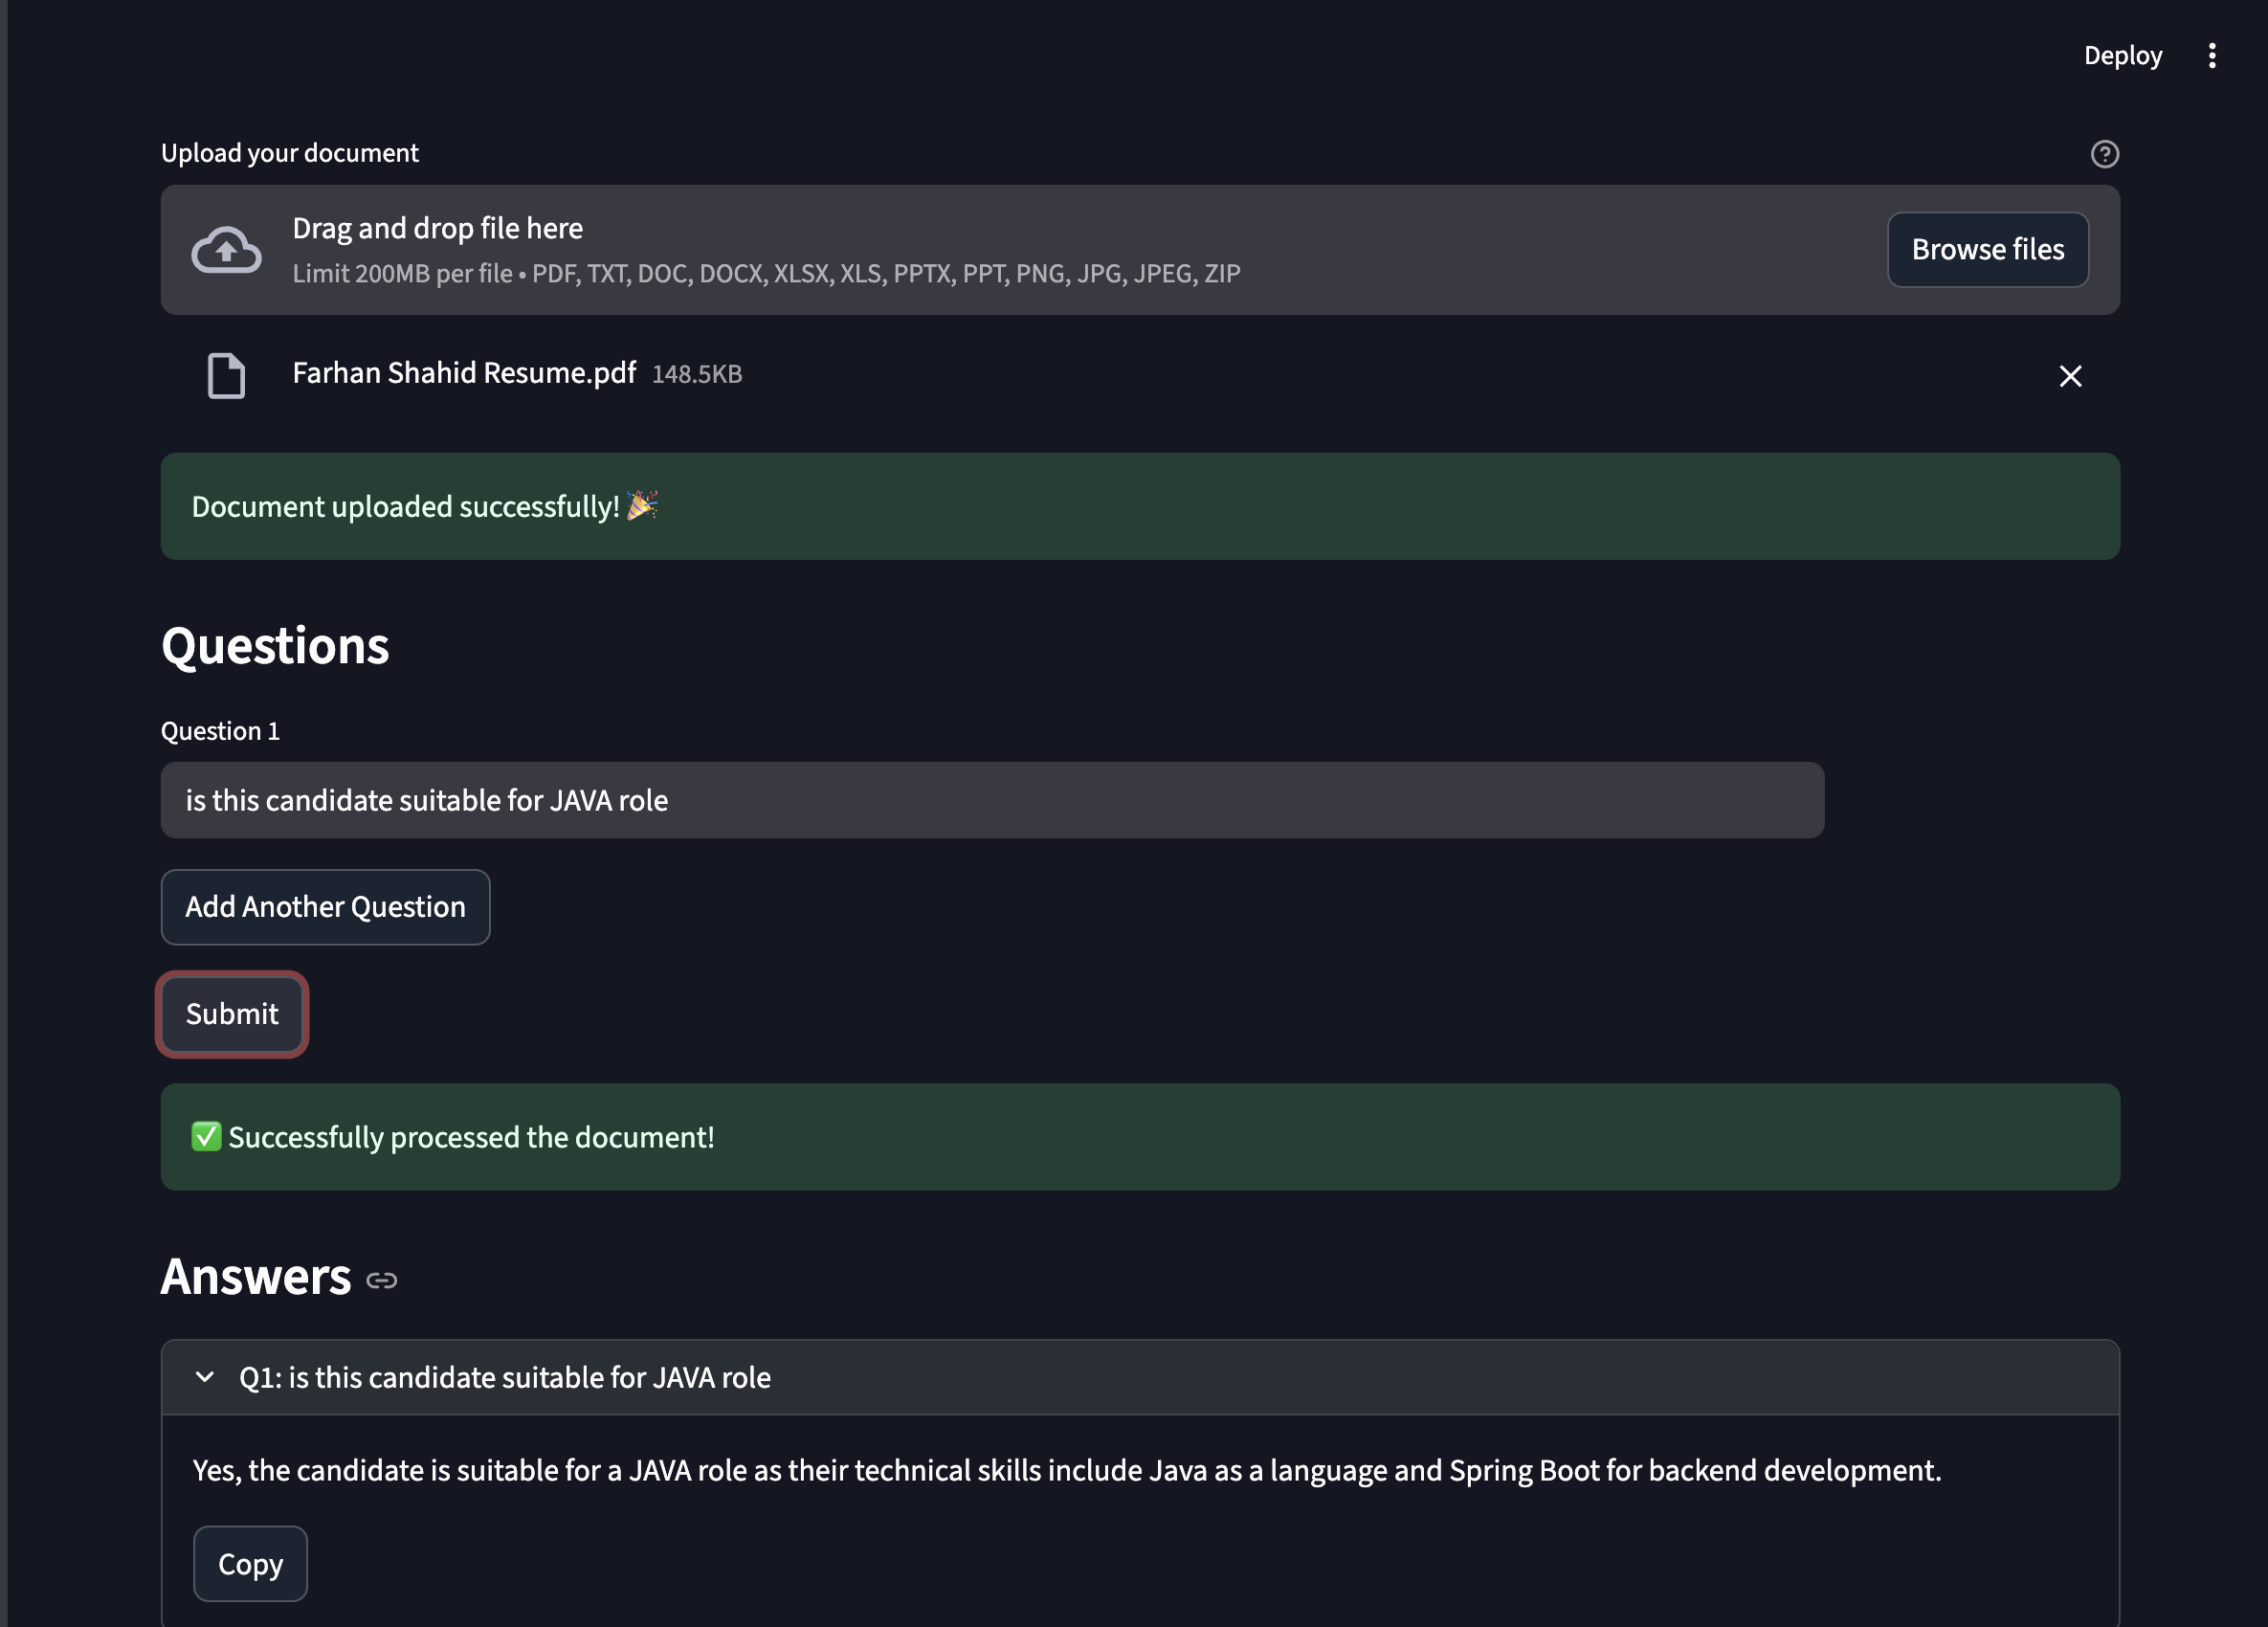 Deploy
Upload your document
Drag and drop file here
Limit 200MB per file • PDF, TXT, DOC, DOCX, XLSX, XLS, PPTX, PPT, PNG, JPG, JPEG, ZIP
Browse files
Farhan Shahid Resume.pdf 148.5KB
Document uploaded successfully! 🎉
Questions
Question 1
is this candidate suitable for JAVA role
Add Another Question
Submit
✅ Successfully processed the document!
Answers
Q1: is this candidate suitable for JAVA role
Yes, the candidate is suitable for a JAVA role as their technical skills include Java as a language and Spring Boot for backend development.
Copy